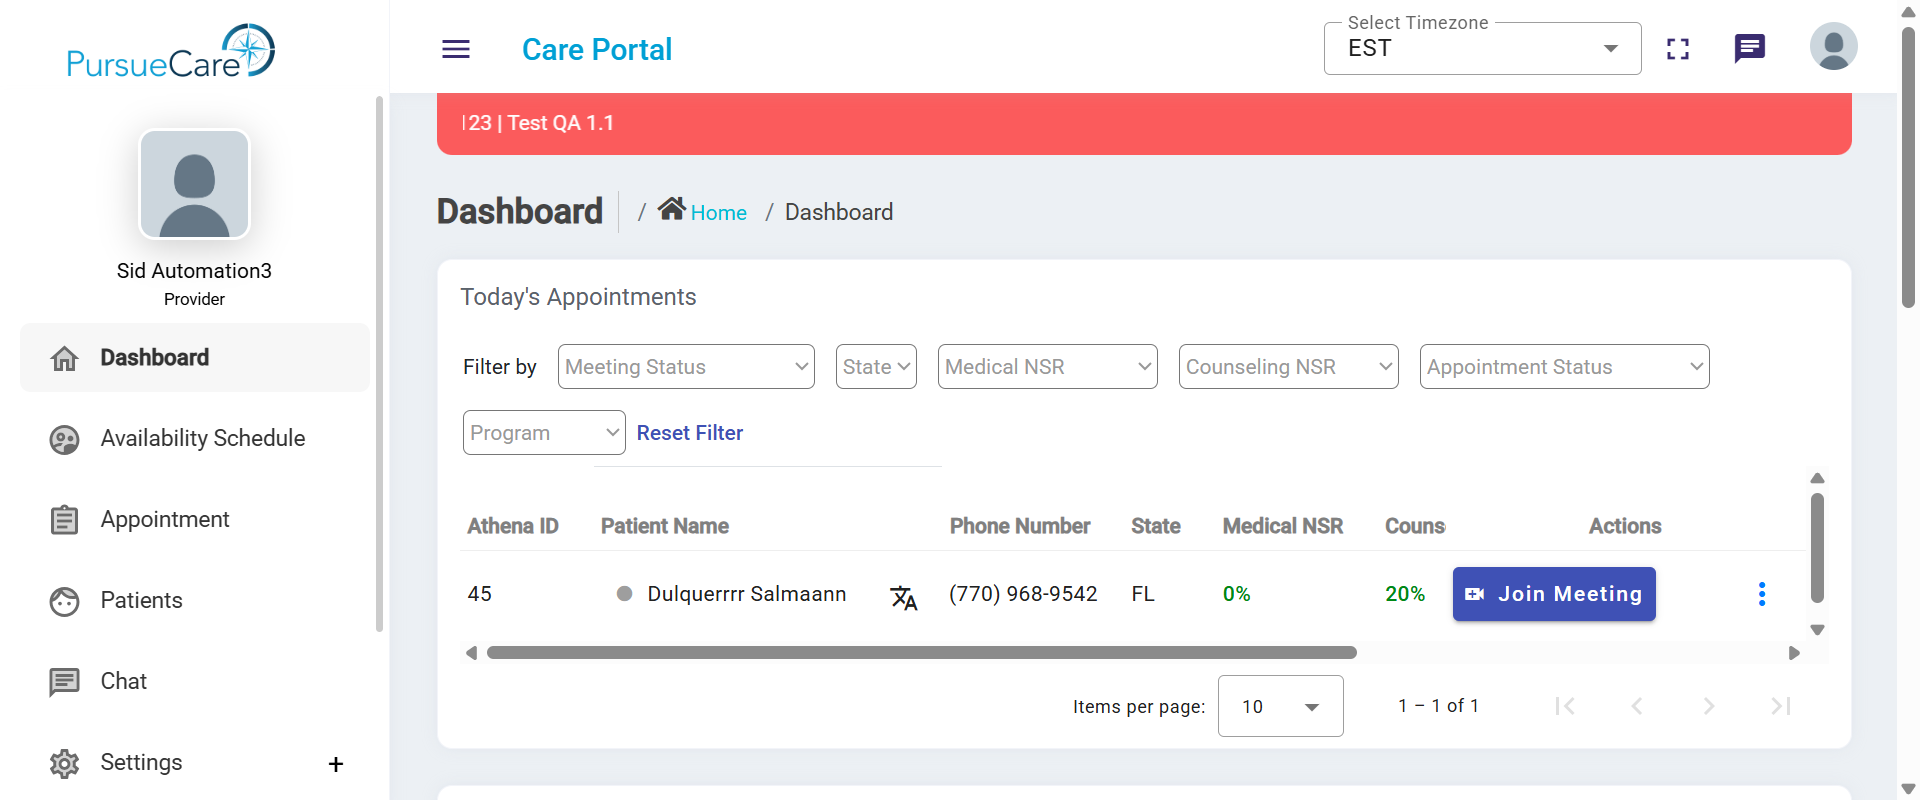 PursueCare
Care Portal
Select Timezone
EST
123 | Test QA 1.1
Sid Automation3
Provider
Dashboard
Availability Schedule
Appointment
Patients
Chat
Settings
+
Dashboard / Home / Dashboard
Today's Appointments
Filter by Meeting Status State Medical NSR Counseling NSR Appointment Status
Program Reset Filter
Athena ID Patient Name Phone Number State Medical NSR Couns Actions
45 Dulquerrrr Salmaann (770) 968-9542 FL 0% 20% Join Meeting
Items per page: 10 1 – 1 of 1